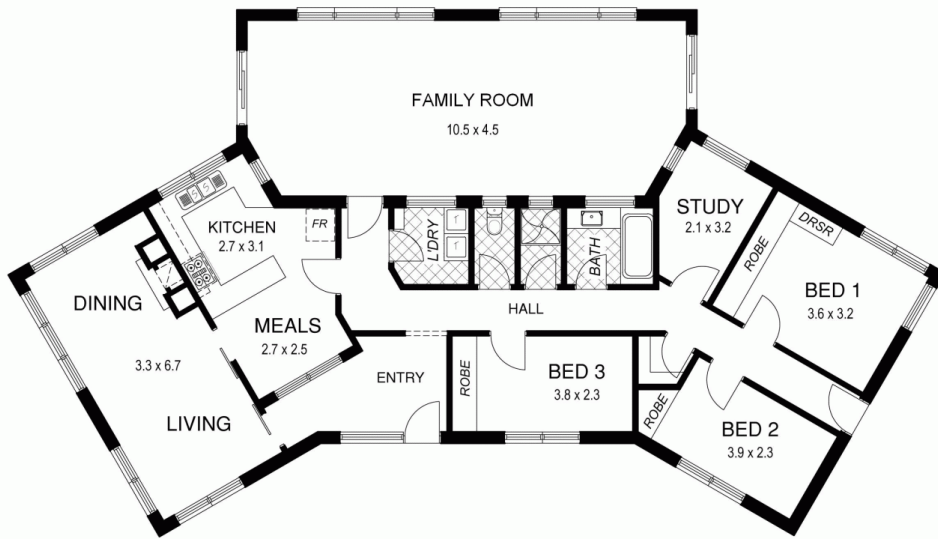 FAMILY ROOM
10.5 x 4.5
KITCHEN
2.7 x 3.1
FR
L'DRY
BATH
STUDY
2.1 x 3.2
ROBE
DRSR
BED 1
3.6 x 3.2
DINING
3.3 x 6.7
LIVING
MEALS
2.7 x 2.5
HALL
ENTRY
ROBE
BED 3
3.8 x 2.3
ROBE
BED 2
3.9 x 2.3